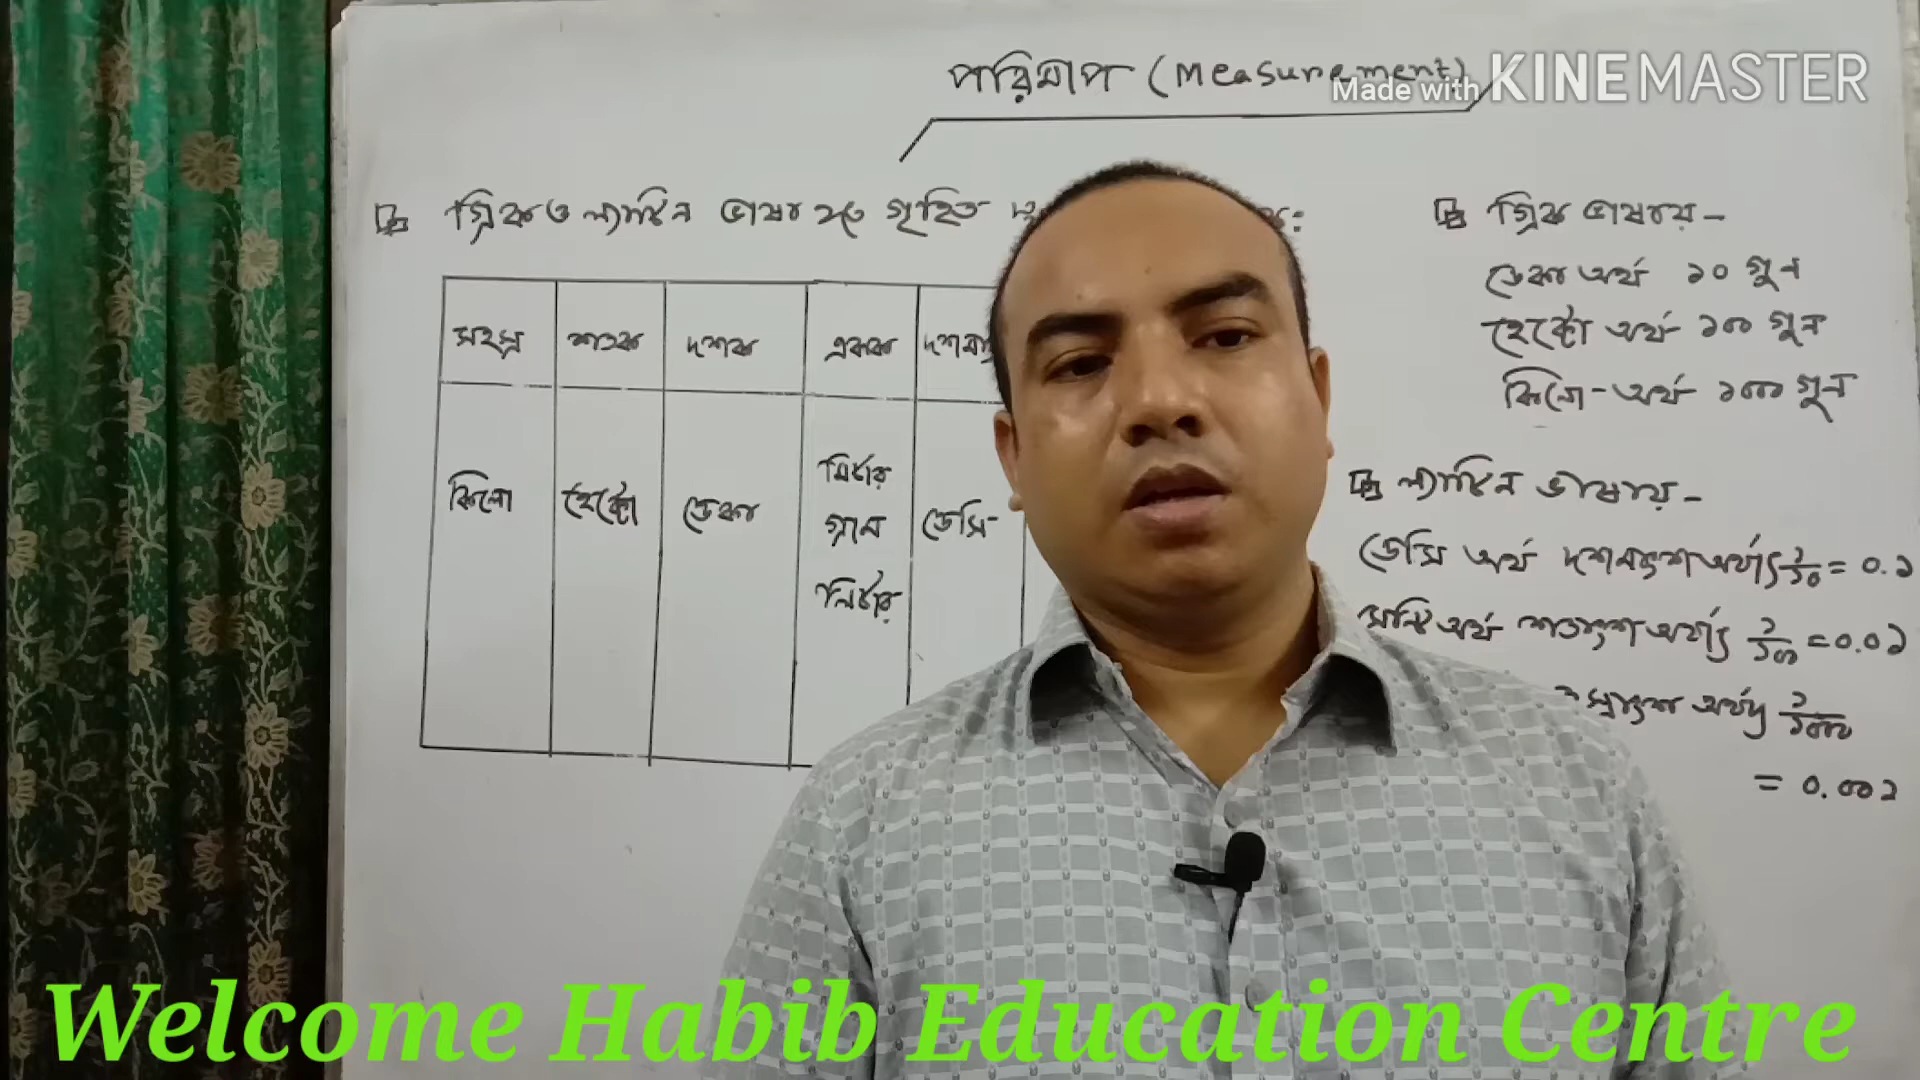 পরিমাপ (Measurement)
Made with KINEMASTER
গ্রিক ও ল্যাটিন ভাষা হতে গৃহিত
সহস্র শতক দশক একক
কিলো হেক্টো ডেকা মিটার ডেসি-
গ্রাম
লিটার
গ্রিক ভাষায় -
ডেকা অর্থ ১০ গুন
হেক্টো অর্থ ১০০ গুন
কিলো - অর্থ ১০০০ গুন
ল্যাটিন ভাষায় -
ডেসি অর্থ দশমাংশ অর্থাৎ ১/১০ = ০.১
সেন্টি অর্থ শতাংশ অর্থাৎ ১/১০০ = ০.০১
অর্থাৎ ১/১০০০
= ০.০০১
Welcome Habib Education Centre